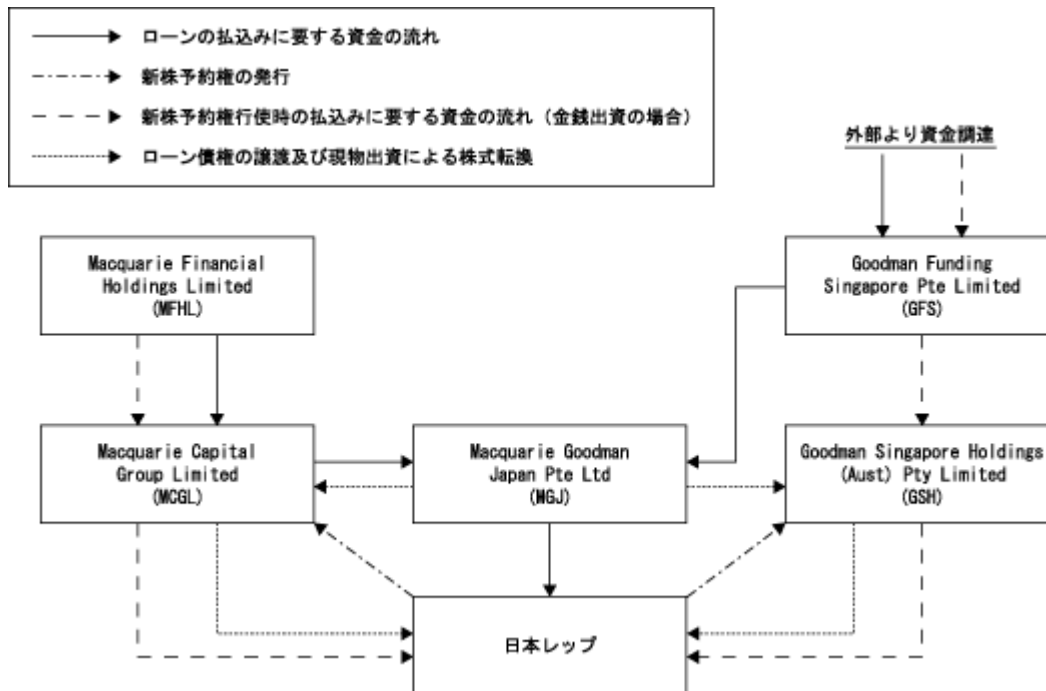 ローンの払込みに要する資金の流れ
新株予約権の発行
新株予約権行使時の払込みに要する資金の流れ（金銭出資の場合）
ローン債権の譲渡及び現物出資による株式転換
外部より資金調達
Macquarie Financial
Holdings Limited
(MFHL)
Goodman Funding
Singapore Pte Limited
(GFS)
Macquarie Capital
Group Limited
(MCGL)
Macquarie Goodman
Japan Pte Ltd
(MGJ)
Goodman Singapore Holdings
(Aust) Pty Limited
(GSH)
日本レップ